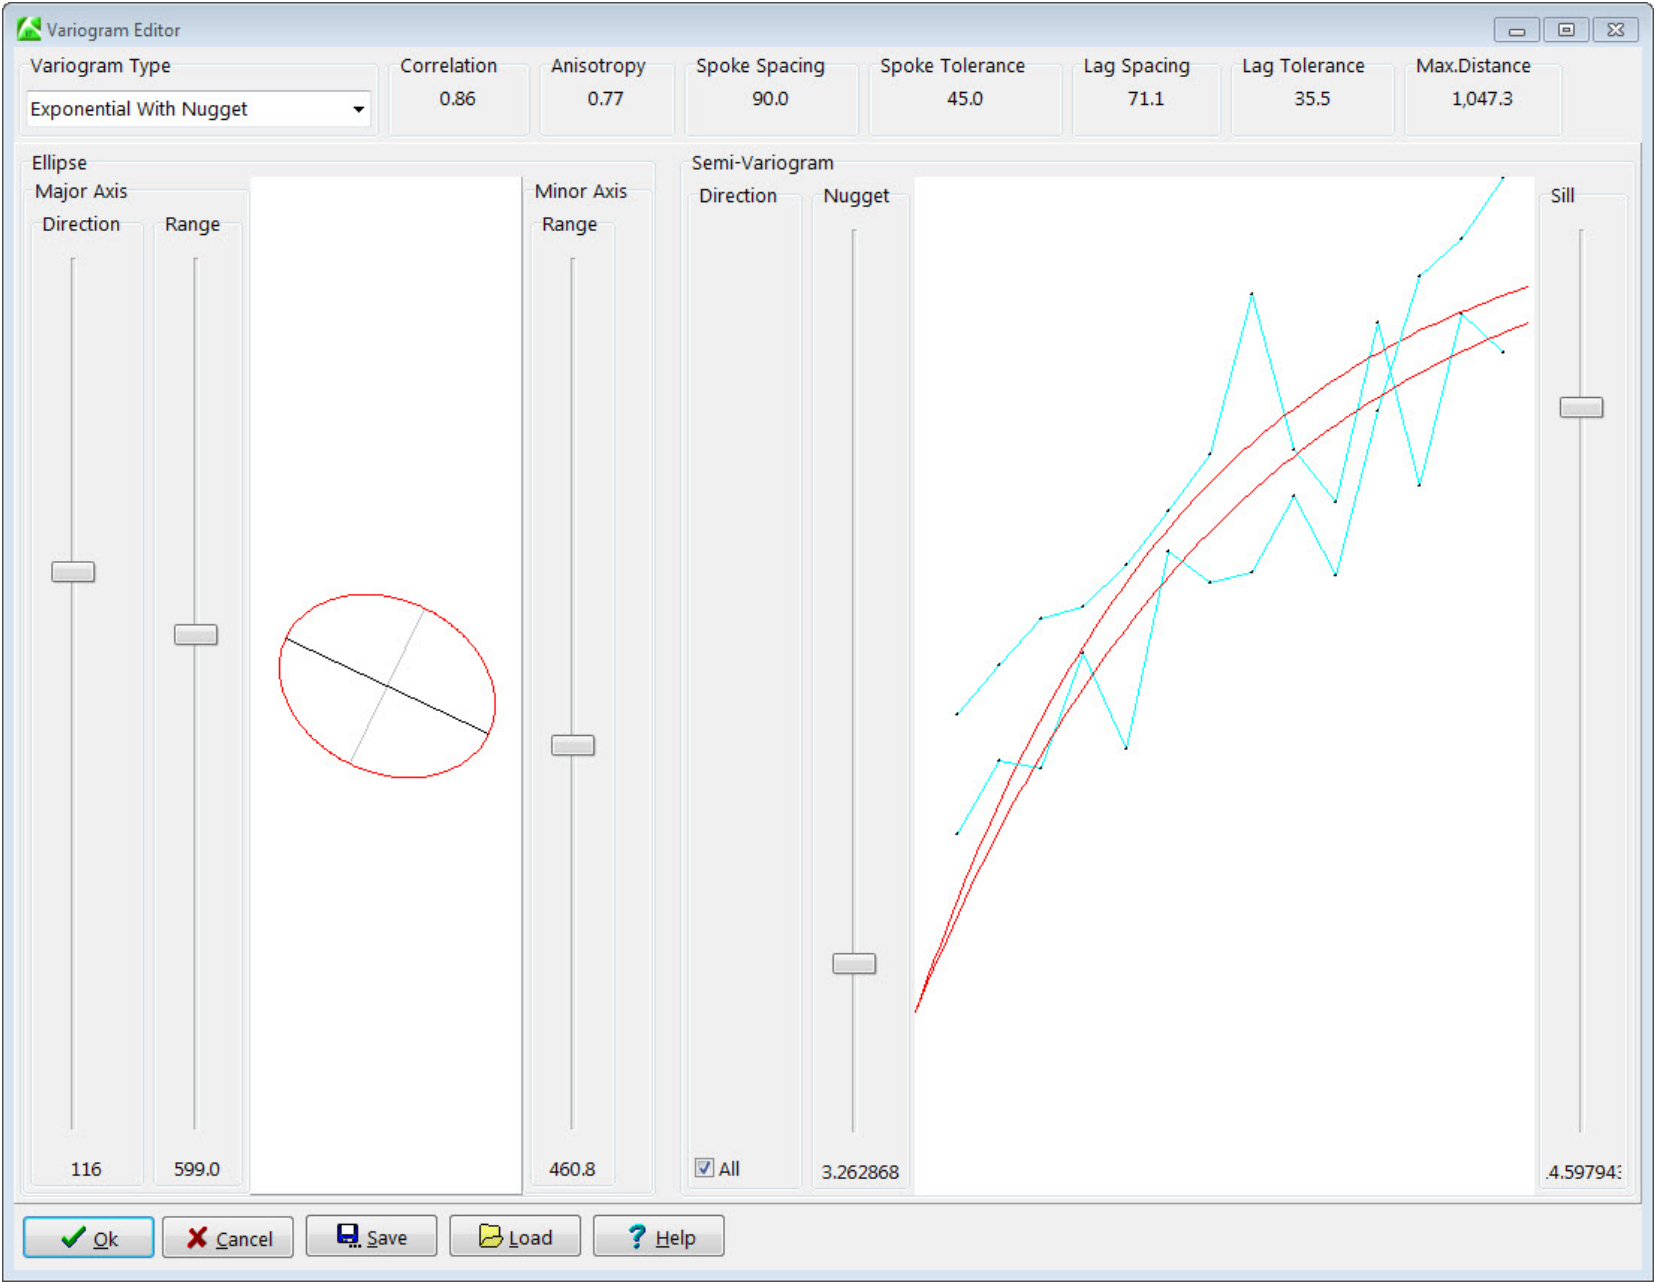 Variogram Editor
Variogram Type Correlation Anisotropy Spoke Spacing Spoke Tolerance Lag Spacing Lag Tolerance Max.Distance
Exponential With Nugget 0.86 0.77 90.0 45.0 71.1 35.5 1,047.3
Ellipse Semi-Variogram
Major Axis Minor Axis Direction Nugget Sill
Direction Range Range
116 599.0 460.8 All 3.262868 .4.597943
Ok Cancel Save Load ? Help